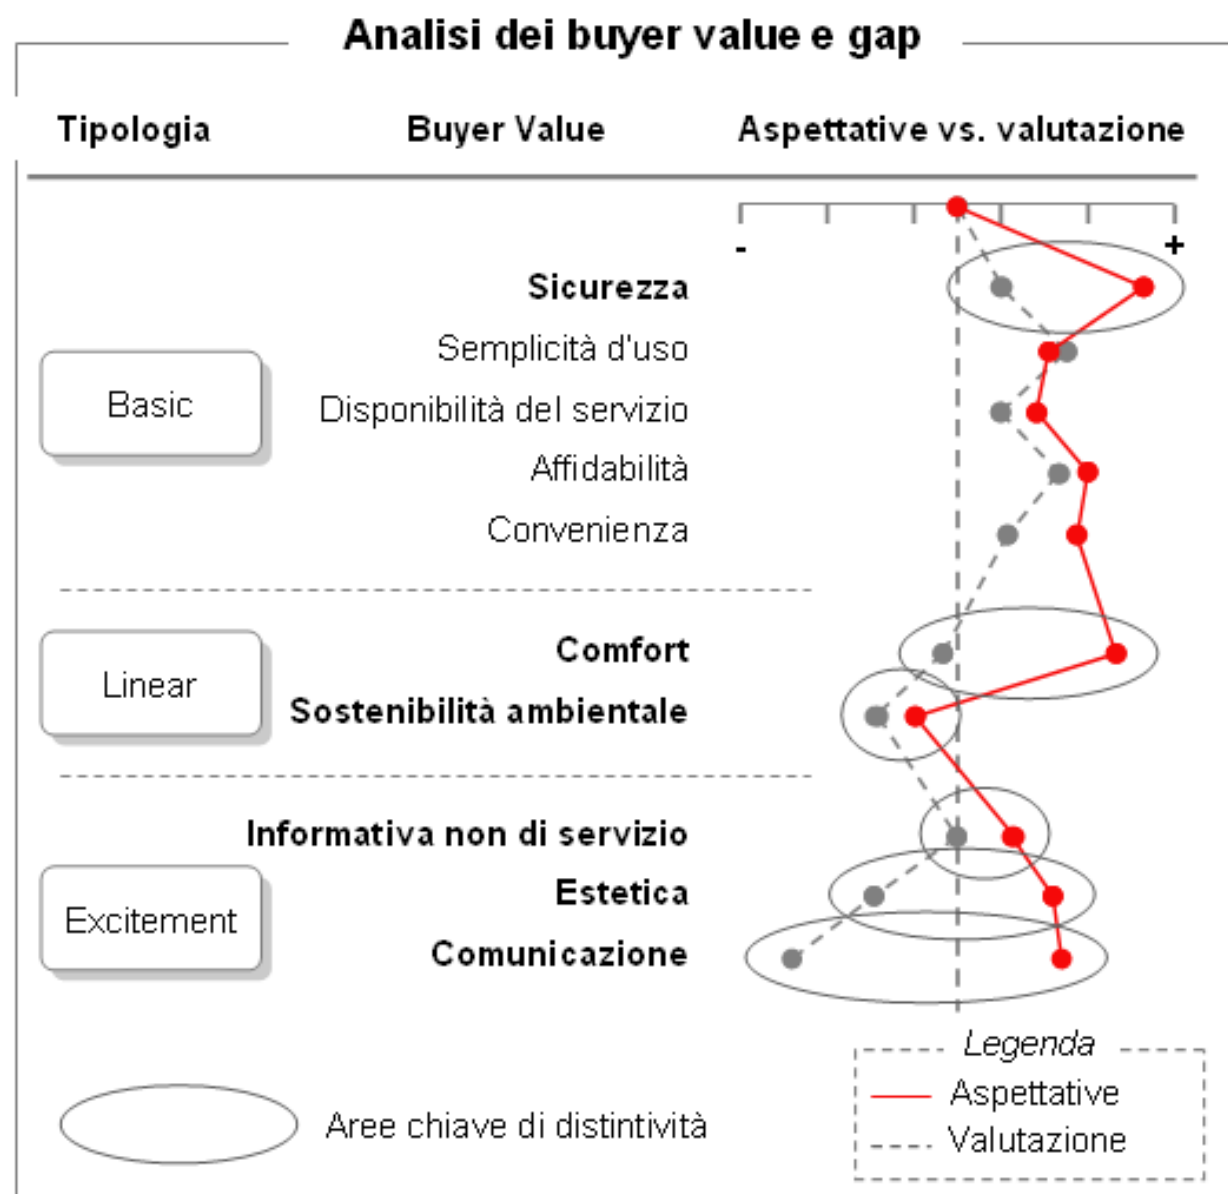 Analisi dei buyer value e gap
Tipologia Buyer Value Aspettative vs. valutazione
- +
Sicurezza
Semplicità d'uso
Basic
Disponibilità del servizio
Affidabilità
Convenienza
Comfort
Linear
Sostenibilità ambientale
Informativa non di servizio
Estetica
Excitement
Comunicazione
Legenda
Aspettative
Valutazione
Aree chiave di distintività